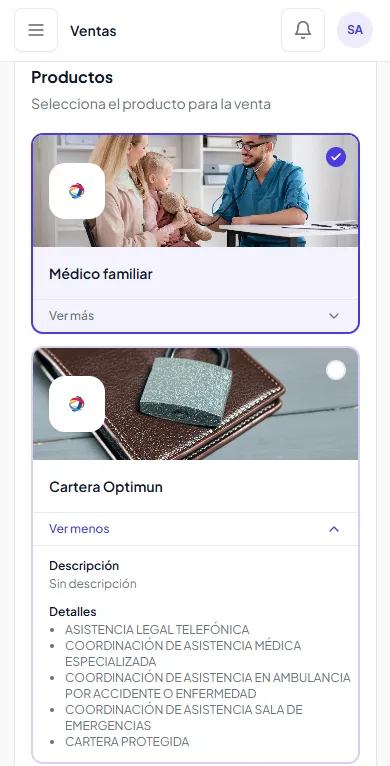 Ventas
SA
Productos
Selecciona el producto para la venta
Médico familiar
Ver más
Cartera Optimun
Ver menos
Descripción
Sin descripción
Detalles
• ASISTENCIA LEGAL TELEFÓNICA
• COORDINACIÓN DE ASISTENCIA MÉDICA
ESPECIALIZADA
• COORDINACIÓN DE ASISTENCIA EN AMBULANCIA
POR ACCIDENTE O ENFERMEDAD
• COORDINACIÓN DE ASISTENCIA SALA DE
EMERGENCIAS
• CARTERA PROTEGIDA